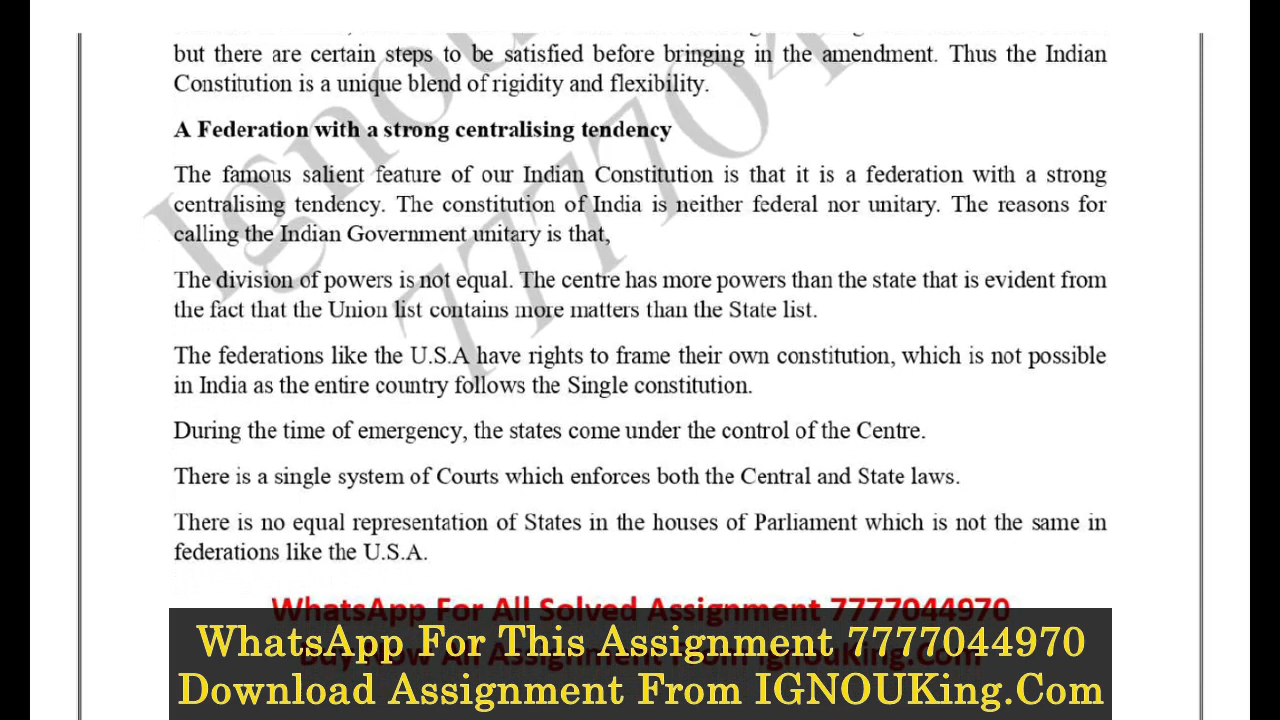 but there are certain steps to be satisfied before bringing in the amendment. Thus the Indian
Constitution is a unique blend of rigidity and flexibility.
A Federation with a strong centralising tendency
The famous salient feature of our Indian Constitution is that it is a federation with a strong
centralising tendency. The constitution of India is neither federal nor unitary. The reasons for
calling the Indian Government unitary is that,
The division of powers is not equal. The centre has more powers than the state that is evident from
the fact that the Union list contains more matters than the State list.
The federations like the U.S.A have rights to frame their own constitution, which is not possible
in India as the entire country follows the Single constitution.
During the time of emergency, the states come under the control of the Centre.
There is a single system of Courts which enforces both the Central and State laws.
There is no equal representation of States in the houses of Parliament which is not the same in
federations like the U.S.A.
WhatsApp For All Solved Assignment 7777044970
WhatsApp For This Assignment 7777044970
Buy Now All Assignment From IgnouKing.Com
Download Assignment From IGNOUKing.Com